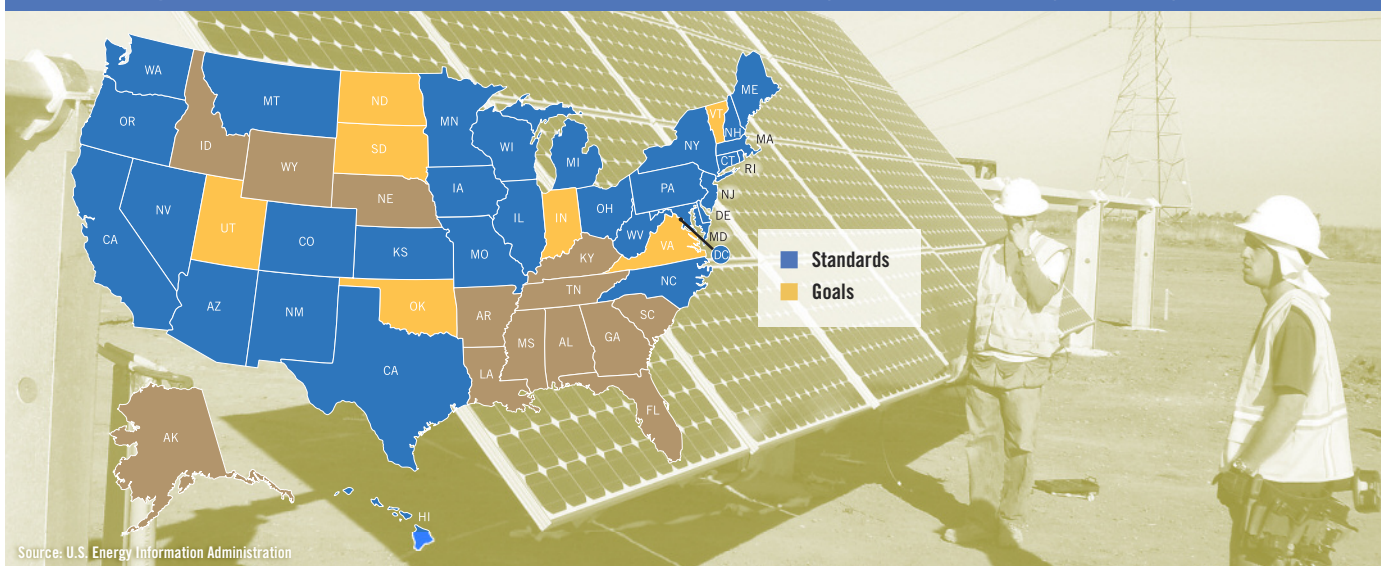 WA
MT
ND
MN
ME
VT
NH
OR
ID
SD
WI
MI
NY
MA
WY
CT
RI
IA
PA
NE
NJ
NV
IL
IN
OH
DE
UT
CO
WV
MD
CA
KS
MO
KY
VA
DC
Standards
NC
TN
Goals
AZ
NM
OK
AR
SC
MS
AL
GA
CA
LA
FL
AK
HI
Source: U.S. Energy Information Administration